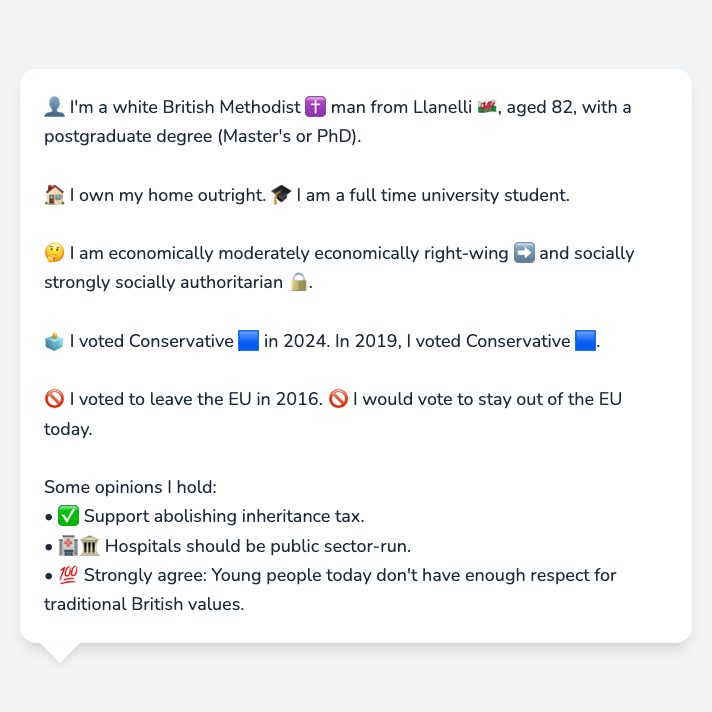 👤 I'm a white British Methodist ✝️ man from Llanelli 🏴󠁧󠁢󠁷󠁬󠁳󠁿, aged 82, with a
postgraduate degree (Master's or PhD).
🏠 I own my home outright. 🎓 I am a full time university student.
🤔 I am economically moderately economically right-wing ➡️ and socially
strongly socially authoritarian 🔒.
🗳️ I voted Conservative 🟦 in 2024. In 2019, I voted Conservative 🟦.
🚫 I voted to leave the EU in 2016. 🚫 I would vote to stay out of the EU
today.
Some opinions I hold:
• ✅ Support abolishing inheritance tax.
• 🏥🏛️ Hospitals should be public sector-run.
• 💯 Strongly agree: Young people today don't have enough respect for
traditional British values.